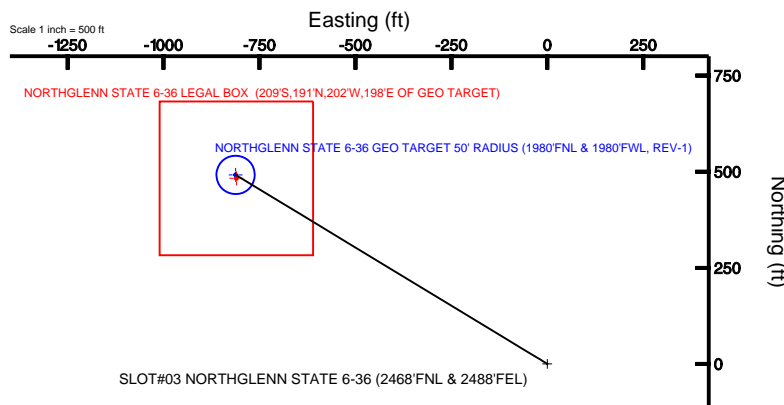 Easting (ft)
Scale 1 inch = 500 ft
-1250 -1000 -750 -500 -250 0 250
750
NORTHGLENN STATE 6-36 LEGAL BOX (209'S,191'N,202'W,198'E OF GEO TARGET)
NORTHGLENN STATE 6-36 GEO TARGET 50' RADIUS (1980'FNL & 1980'FWL, REV-1)
500
Northing (ft)
250
0
SLOT#03 NORTHGLENN STATE 6-36 (2468'FNL & 2488'FEL)